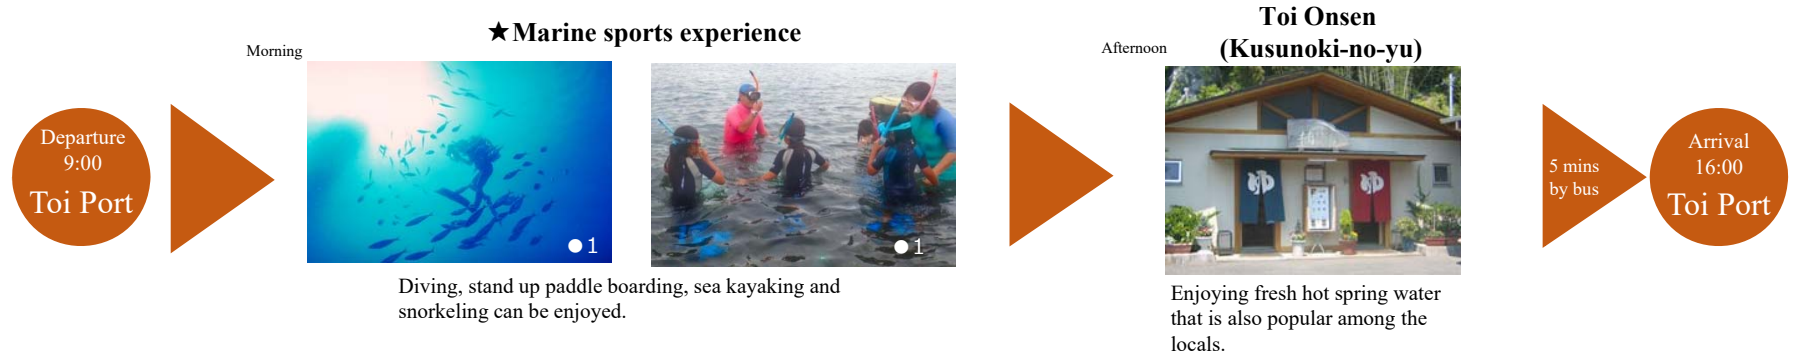 Departure
9:00
Toi Port
Morning
★Marine sports experience
●1
●1
Diving, stand up paddle boarding, sea kayaking and
snorkeling can be enjoyed.
Afternoon
Toi Onsen
(Kusunoki-no-yu)
ゆ
ゆ
Enjoying fresh hot spring water
that is also popular among the
locals.
5 mins
by bus
Arrival
16:00
Toi Port